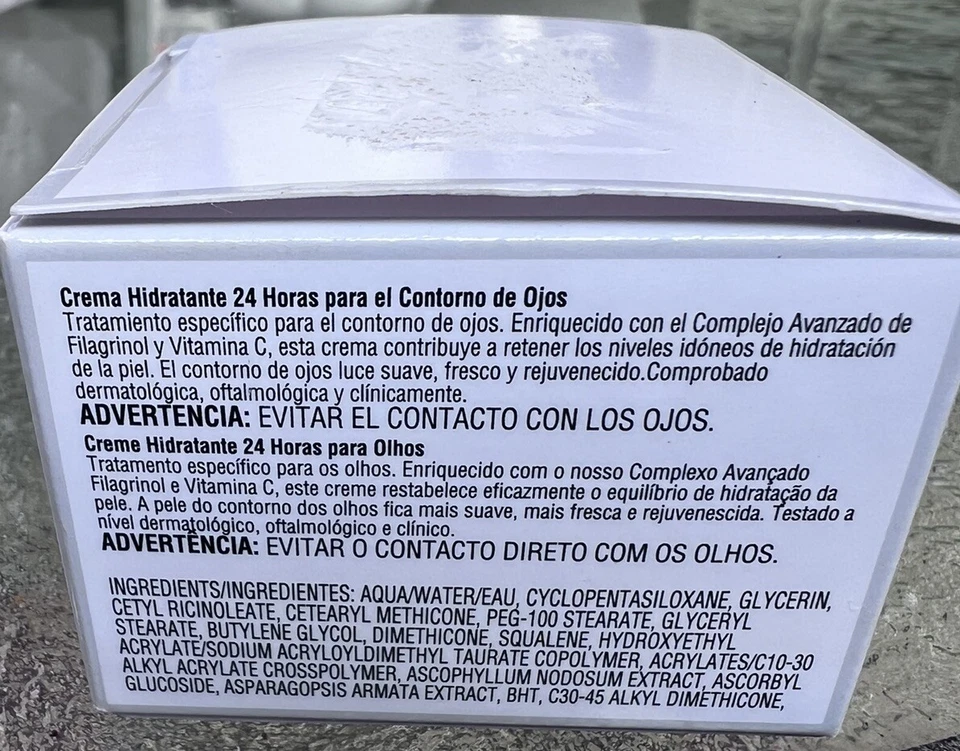 Crema Hidratante 24 Horas para el Contorno de Ojos
Tratamiento específico para el contorno de ojos. Enriquecido con el Complejo Avanzado de
Filagrinol y Vitamina C, esta crema contribuye a retener los niveles idóneos de hidratación
de la piel. El contorno de ojos luce suave, fresco y rejuvenecido.Comprobado
dermatológica, oftalmológica y clínicamente.
ADVERTENCIA: EVITAR EL CONTACTO CON LOS OJOS.
Creme Hidratante 24 Horas para Olhos
Tratamento específico para os olhos. Enriquecido com o nosso Complexo Avançado
Filagrinol e Vitamina C, este creme restabelece eficazmente o equilíbrio de hidratação da
pele. A pele do contorno dos olhos fica mais suave, mais fresca e rejuvenescida. Testado a
nível dermatológico, oftalmológico e clínico.
ADVERTÊNCIA: EVITAR O CONTACTO DIRETO COM OS OLHOS.
INGREDIENTS/INGREDIENTES: AQUA/WATER/EAU, CYCLOPENTASILOXANE, GLYCERIN,
CETYL RICINOLEATE, CETEARYL METHICONE, PEG-100 STEARATE, GLYCERYL
STEARATE, BUTYLENE GLYCOL, DIMETHICONE, SQUALENE, HYDROXYETHYL
ACRYLATE/SODIUM ACRYLOYLDIMETHYL TAURATE COPOLYMER, ACRYLATES/C10-30
ALKYL ACRYLATE CROSSPOLYMER, ASCOPHYLLUM NODOSUM EXTRACT, ASCORBYL
GLUCOSIDE, ASPARAGOPSIS ARMATA EXTRACT, BHT, C30-45 ALKYL DIMETHICONE,